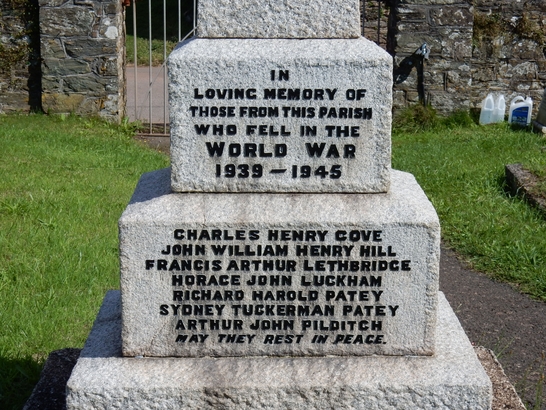 IN
LOVING MEMORY OF
THOSE FROM THIS PARISH
WHO FELL IN THE
WORLD WAR
1939 – 1945
CHARLES HENRY COVE
JOHN WILLIAM HENRY HILL
FRANCIS ARTHUR LETHBRIDGE
HORACE JOHN LUCKHAM
RICHARD HAROLD PATEY
SYDNEY TUCKERMAN PATEY
ARTHUR JOHN PILDITCH
MAY THEY REST IN PEACE.